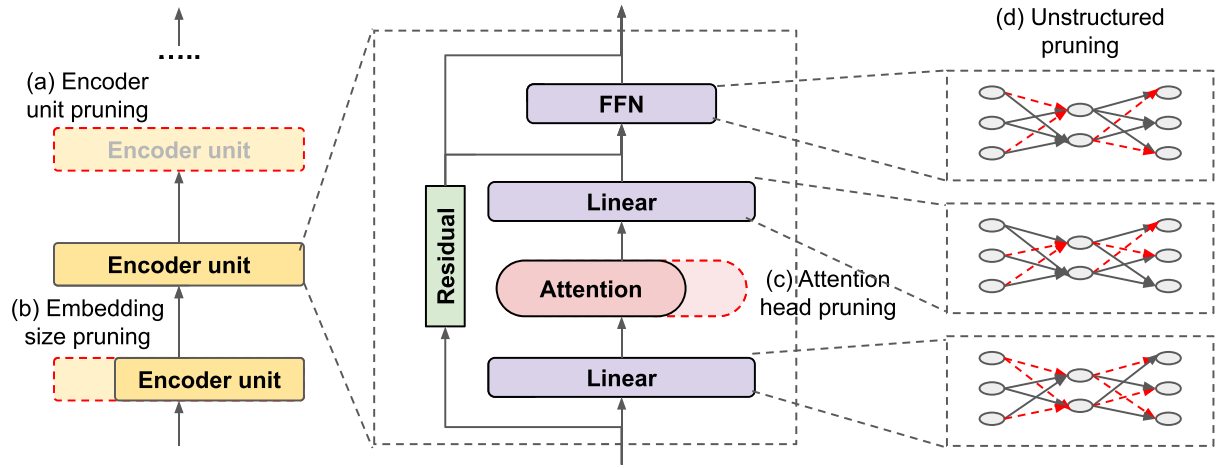 .....
(a) Encoder
unit pruning
Encoder unit
Encoder unit
(b) Embedding
size pruning
Encoder unit
FFN
Linear
Residual
Attention
(c) Attention
head pruning
Linear
(d) Unstructured
pruning